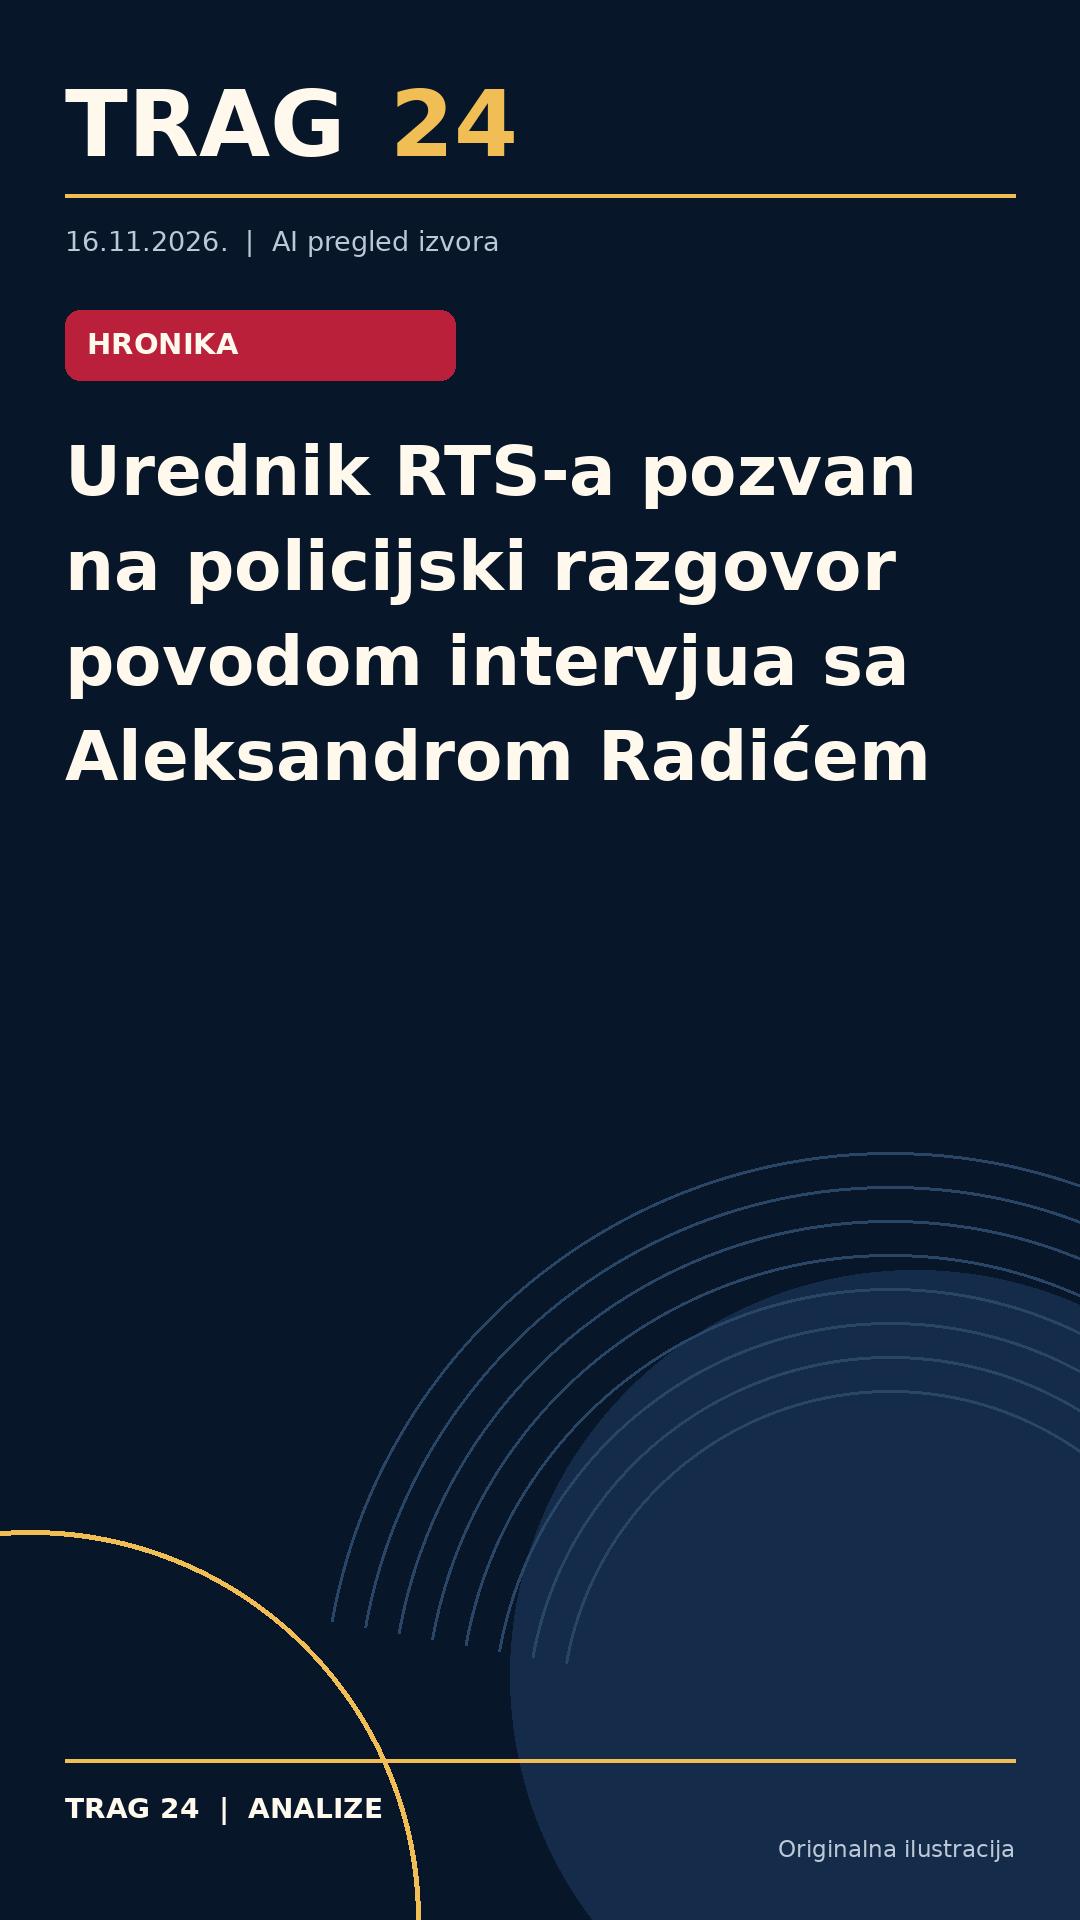 TRAG 24
16.11.2026. | AI pregled izvora
HRONIKA
Urednik RTS-a pozvan
na policijski razgovor
povodom intervjua sa
Aleksandrom Radićem
TRAG 24 | ANALIZE
Originalna ilustracija